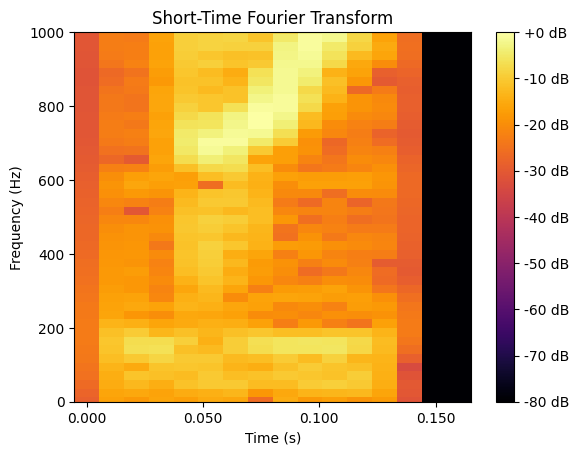 Short-Time Fourier Transform
1000
800
600
400
200
0
Frequency (Hz)
0.000
0.050
0.100
0.150
Time (s)
+0 dB
-10 dB
-20 dB
-30 dB
-40 dB
-50 dB
-60 dB
-70 dB
-80 dB